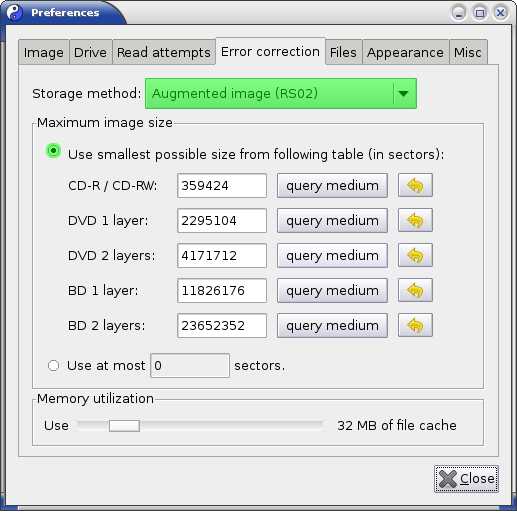 Preferences
Image Drive Read attempts Error correction Files Appearance Misc
Storage method: Augmented image (RS02)
Maximum image size
Use smallest possible size from following table (in sectors):
CD-R / CD-RW: 359424 query medium
DVD 1 layer: 2295104 query medium
DVD 2 layers: 4171712 query medium
BD 1 layer: 11826176 query medium
BD 2 layers: 23652352 query medium
Use at most 0 sectors.
Memory utilization
Use 32 MB of file cache
Close